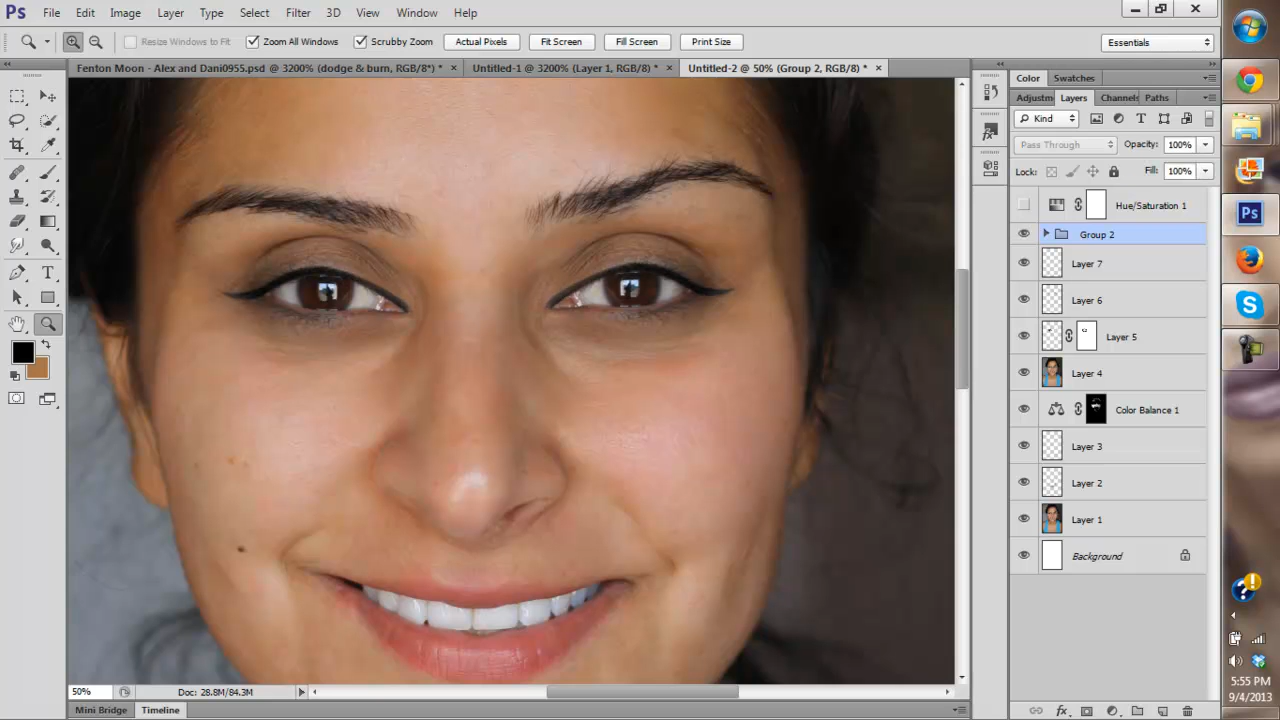 Ps File Edit Image Layer Type Select Filter 3D View Window Help
Resize Windows to Fit Zoom All Windows Scrubby Zoom Actual Pixels Fit Screen Fill Screen Print Size Essentials
Fenton Moon - Alex and Dani0955.psd @ 3200% (dodge & burn, RGB/8*) * × Untitled-1 @ 3200% (Layer 1, RGB/8) * × Untitled-2 @ 50% (Group 2, RGB/8) * ×
Color Swatches
Adjustm Layers Channels Paths
Kind
Pass Through Opacity: 100%
Lock: Fill: 100%
Hue/Saturation 1
Group 2
Layer 7
Layer 6
Layer 5
Layer 4
Color Balance 1
Layer 3
Layer 2
Layer 1
Background
50% Doc: 28.8M/84.3M
Mini Bridge Timeline
Ps
5:55 PM
9/4/2013